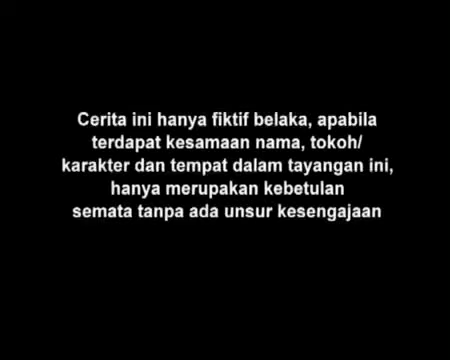 Cerita ini hanya fiktif belaka, apabila
terdapat kesamaan nama, tokoh/
karakter dan tempat dalam tayangan ini,
hanya merupakan kebetulan
semata tanpa ada unsur kesengajaan